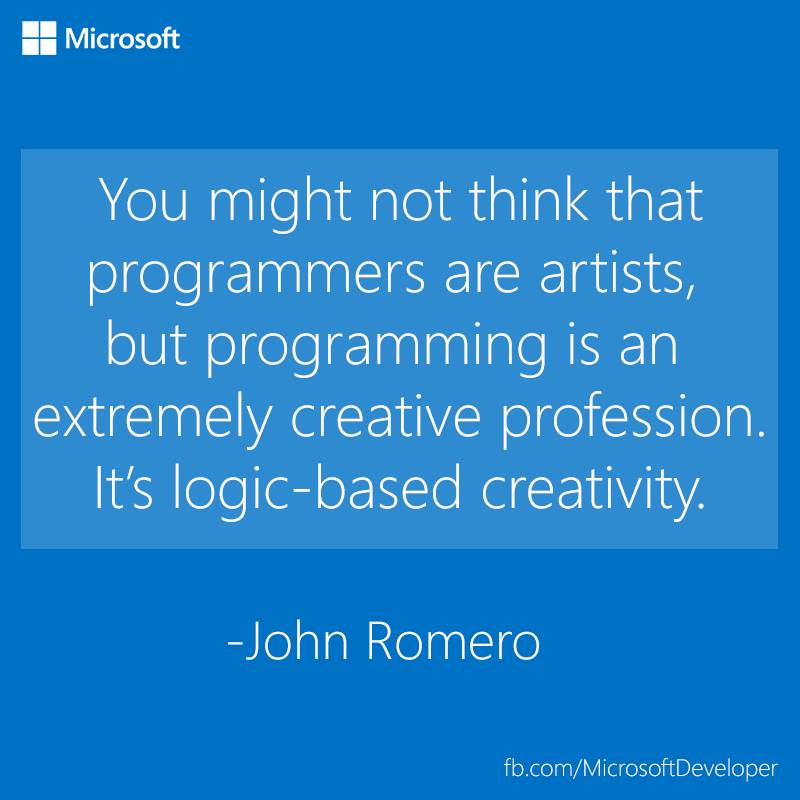 Microsoft
You might not think that
programmers are artists,
but programming is an
extremely creative profession.
It’s logic-based creativity.
-John Romero
fb.com/MicrosoftDeveloper